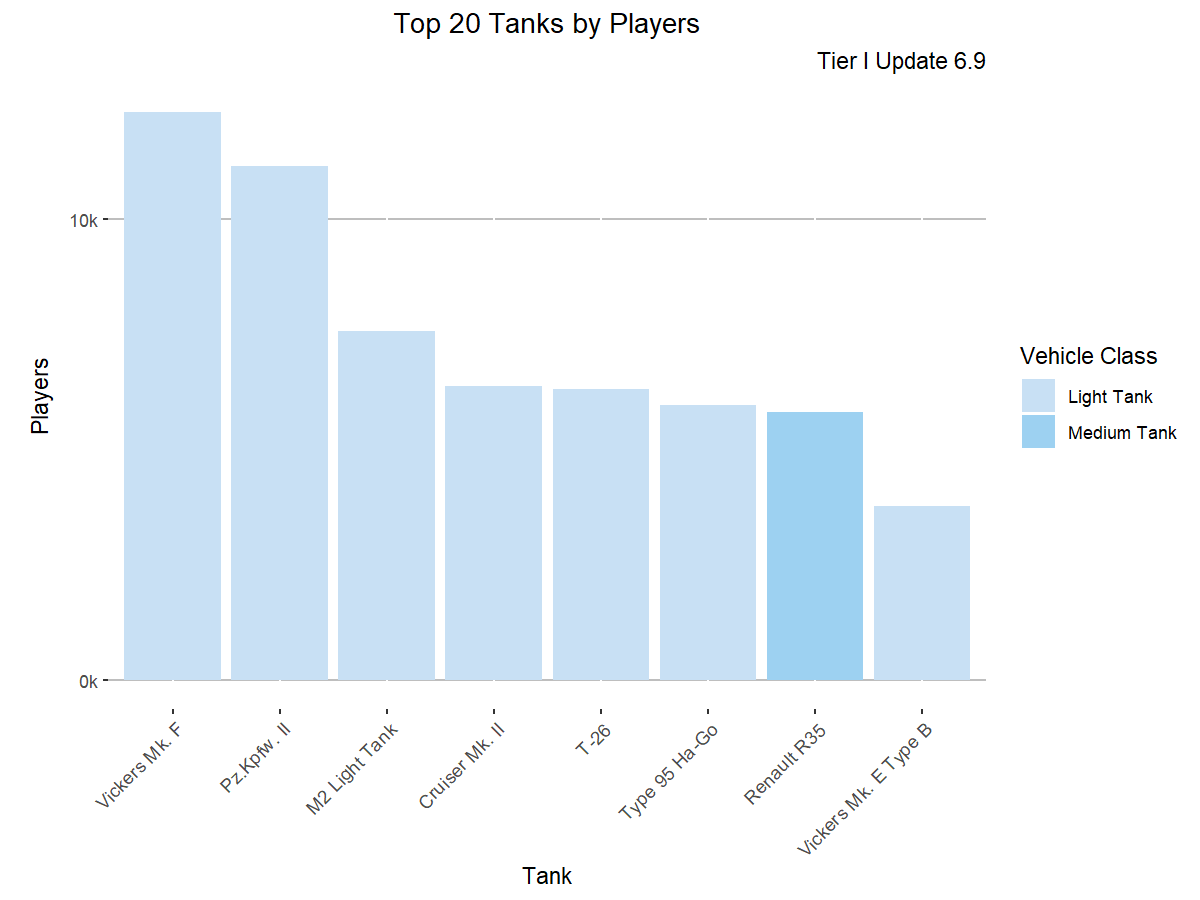 Top 20 Tanks by Players
Tier I Update 6.9
10k
0k
Players
Vickers Mk. F
Pz.Kpfw. II
M2 Light Tank
Cruiser Mk. II
T-26
Type 95 Ha-Go
Renault R35
Vickers Mk. E Type B
Tank
Vehicle Class
Light Tank
Medium Tank